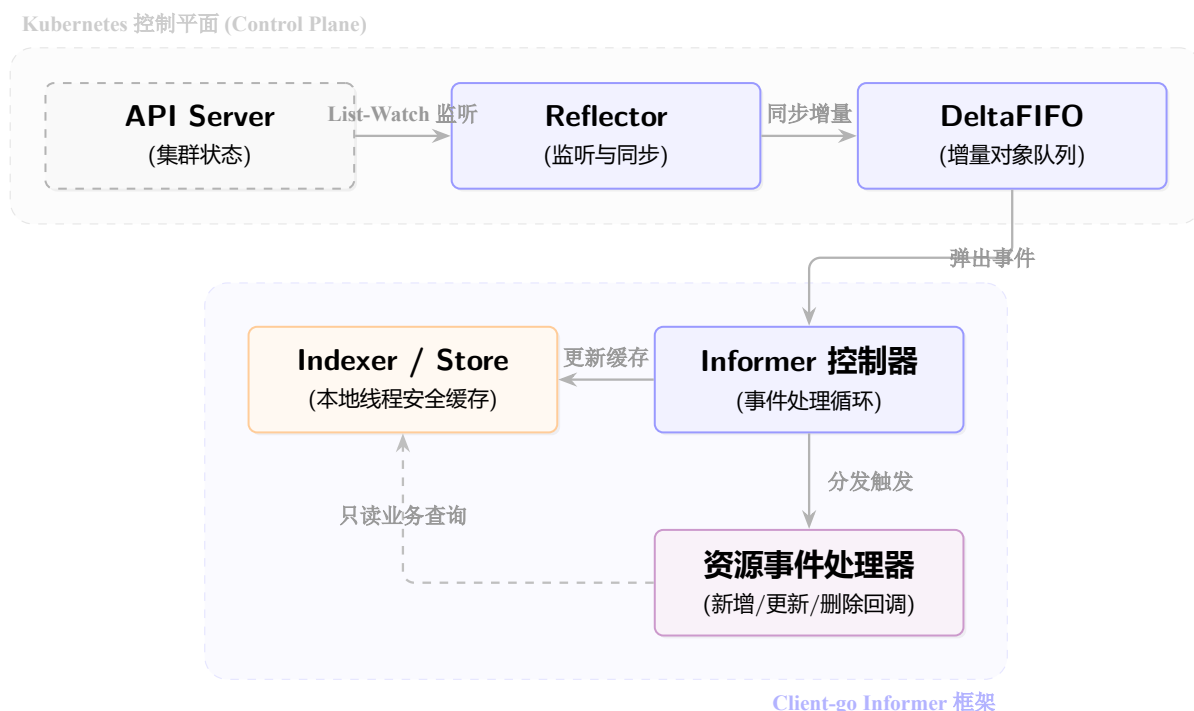 Kubernetes 控制平面 (Control Plane)
API Server
(集群状态)
List-Watch 监听
Reflector
(监听与同步)
同步增量
DeltaFIFO
(增量对象队列)
弹出事件
Indexer / Store
(本地线程安全缓存)
更新缓存
Informer 控制器
(事件处理循环)
分发触发
只读业务查询
资源事件处理器
(新增/更新/删除回调)
Client-go Informer 框架